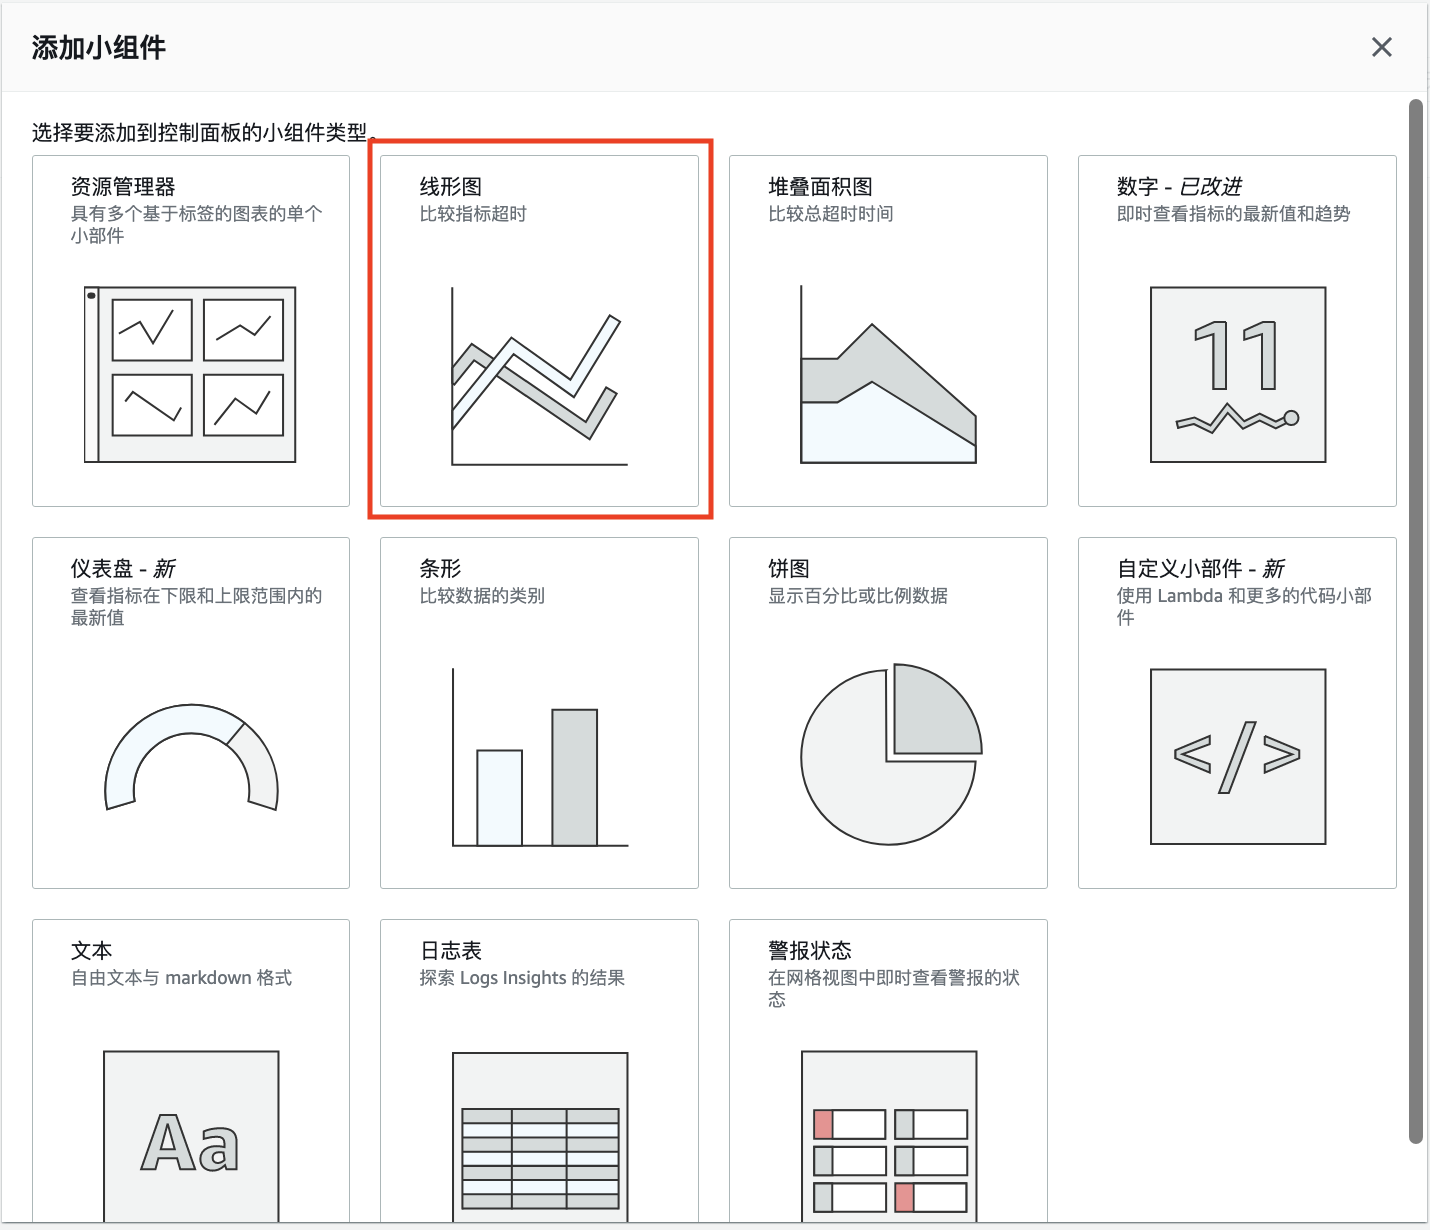 添加小组件
选择要添加到控制面板的小组件类型。
资源管理器
具有多个基于标签的图表的单个
小部件
线形图
比较指标超时
堆叠面积图
比较总超时时间
数字 - 已改进
即时查看指标的最新值和趋势
11
仪表盘 - 新
查看指标在下限和上限范围内的
最新值
条形
比较数据的类别
饼图
显示百分比或比例数据
自定义小部件 - 新
使用 Lambda 和更多的代码小部
件
</>
文本
自由文本与 markdown 格式
Aa
日志表
探索 Logs Insights 的结果
警报状态
在网格视图中即时查看警报的状
态